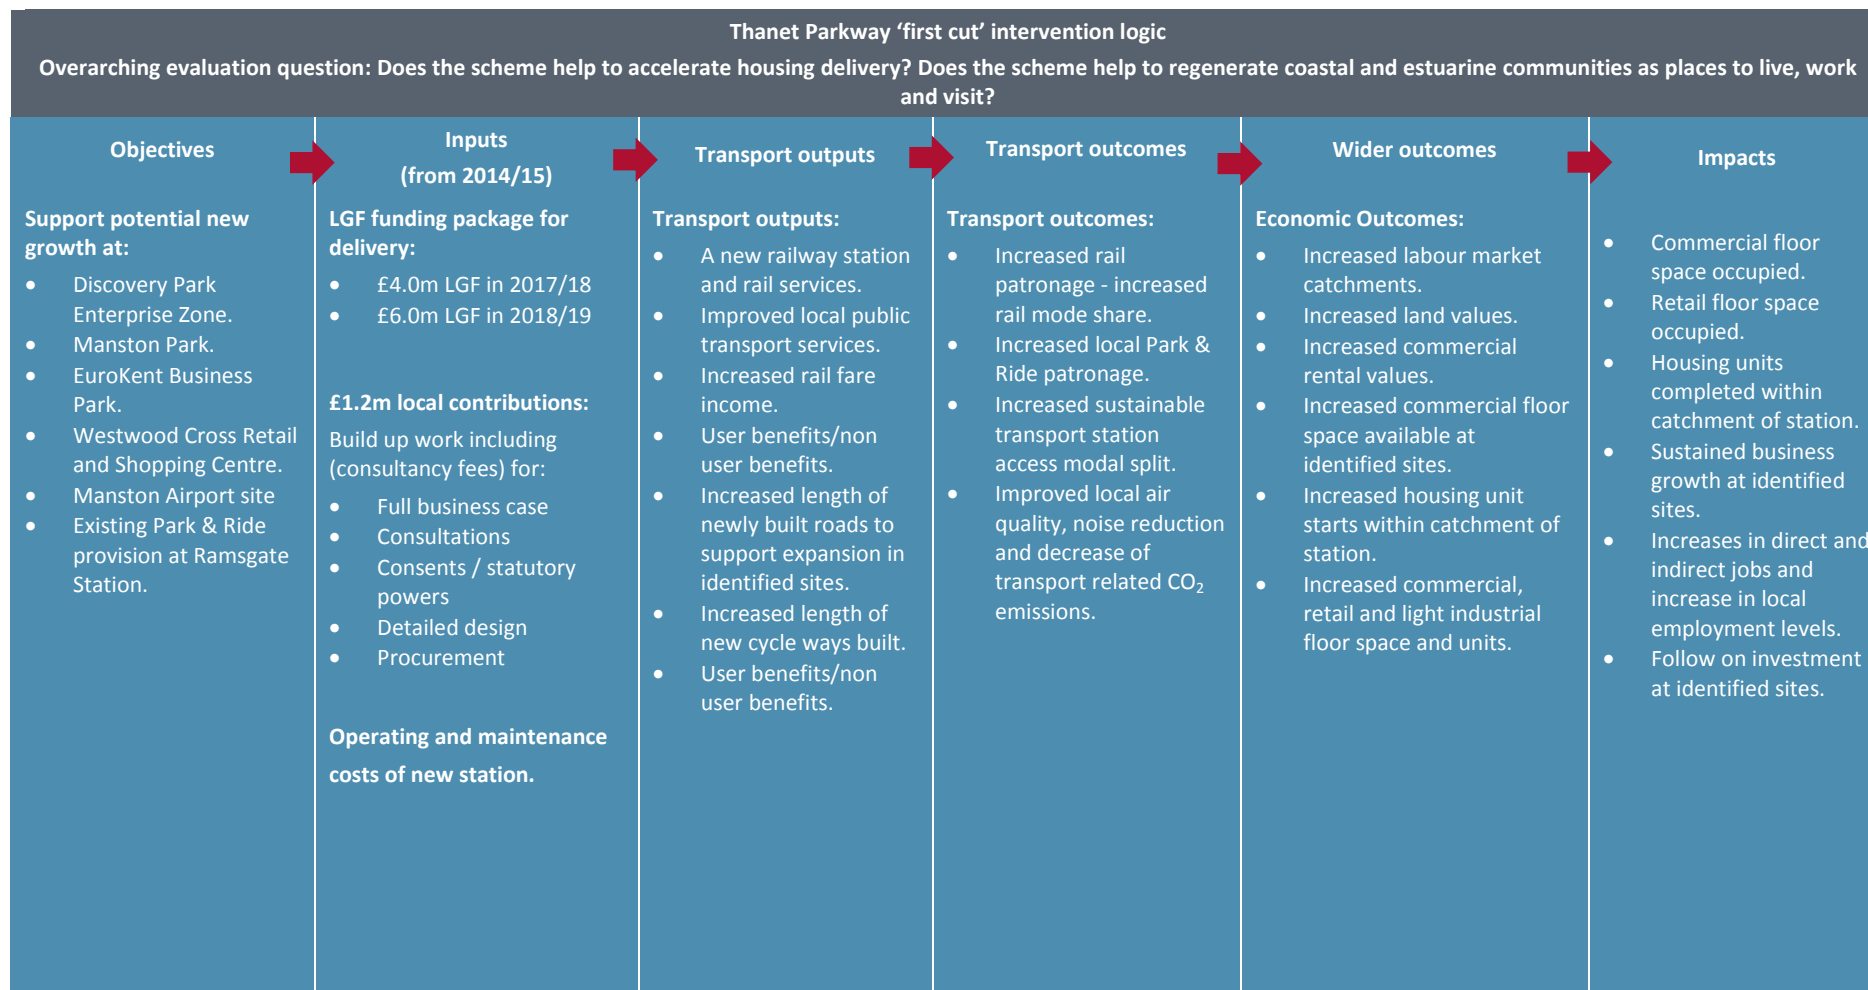 Thanet Parkway ‘first cut’ intervention logic
Overarching evaluation question: Does the scheme help to accelerate housing delivery? Does the scheme help to regenerate coastal and estuarine communities as places to live, work
and visit?
Objectives
Support potential new
growth at:
• Discovery Park
Enterprise Zone.
• Manston Park.
• EuroKent Business
Park.
• Westwood Cross Retail
and Shopping Centre.
• Manston Airport site
• Existing Park & Ride
provision at Ramsgate
Station.
Inputs
(from 2014/15)
LGF funding package for
delivery:
• £4.0m LGF in 2017/18
• £6.0m LGF in 2018/19
£1.2m local contributions:
Build up work including
(consultancy fees) for:
• Full business case
• Consultations
• Consents / statutory
powers
• Detailed design
• Procurement
Operating and maintenance
costs of new station.
Transport outputs
Transport outputs:
• A new railway station
and rail services.
• Improved local public
transport services.
• Increased rail fare
income.
• User benefits/non
user benefits.
• Increased length of
newly built roads to
support expansion in
identified sites.
• Increased length of
new cycle ways built.
• User benefits/non
user benefits.
Transport outcomes
Transport outcomes:
• Increased rail
patronage - increased
rail mode share.
• Increased local Park &
Ride patronage.
• Increased sustainable
transport station
access modal split.
• Improved local air
quality, noise reduction
and decrease of
transport related CO₂
emissions.
Wider outcomes
Economic Outcomes:
• Increased labour market
catchments.
• Increased land values.
• Increased commercial
rental values.
• Increased commercial floor
space available at
identified sites.
• Increased housing unit
starts within catchment of
station.
• Increased commercial,
retail and light industrial
floor space and units.
Impacts
• Commercial floor
space occupied.
• Retail floor space
occupied.
• Housing units
completed within
catchment of station.
• Sustained business
growth at identified
sites.
• Increases in direct and
indirect jobs and
increase in local
employment levels.
• Follow on investment
at identified sites.